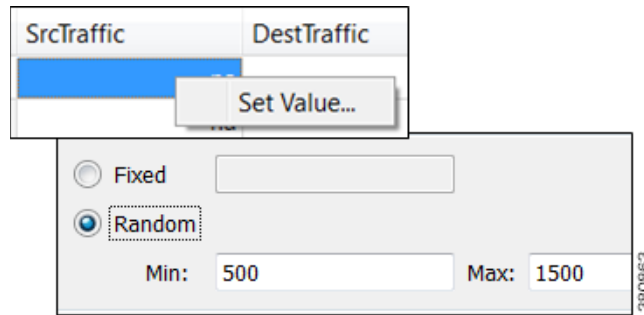 SrcTraffic DestTraffic
Set Value...
Fixed
Random
Min: 500 Max: 1500